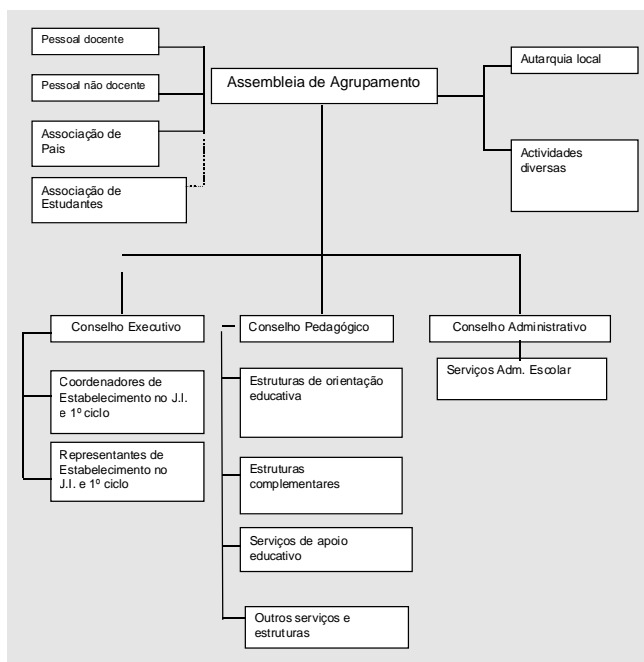 Pessoal docente
Pessoal não docente
Associação de
Pais
Associação de
Estudantes
Assembleia de Agrupamento
Autarquia local
Actividades
diversas
Conselho Executivo
Coordenadores de
Estabelecimento no J.I.
e 1º ciclo
Representantes de
Estabelecimento no
J.I. e 1º ciclo
Conselho Pedagógico
Estruturas de orientação
educativa
Estruturas
complementares
Serviços de apoio
educativo
Outros serviços e
estruturas
Conselho Administrativo
Serviços Adm. Escolar